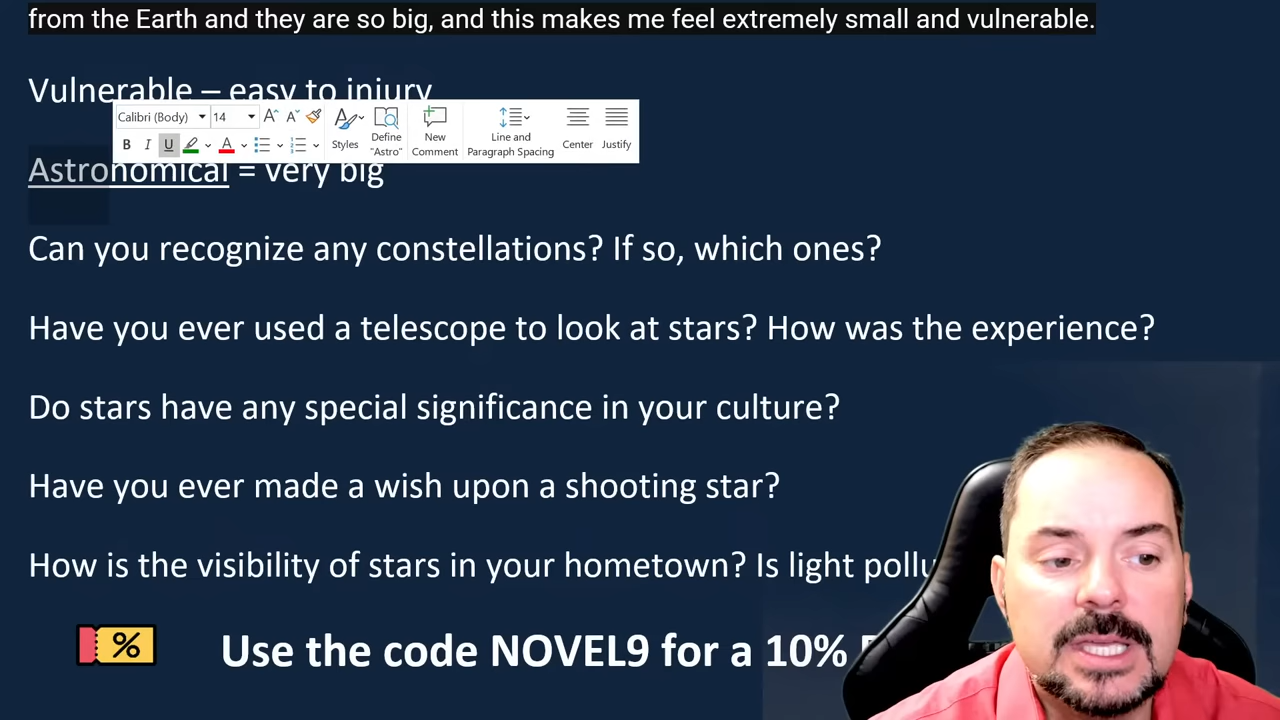 from the Earth and they are so big, and this makes me feel extremely small and vulnerable.
Vulnerable – easy to injury
Calibri (Body) 14 A A A Styles Define "Astro" New Comment Line and Paragraph Spacing Center Justify
B I U A
Astronomical = very big
Can you recognize any constellations? If so, which ones?
Have you ever used a telescope to look at stars? How was the experience?
Do stars have any special significance in your culture?
Have you ever made a wish upon a shooting star?
How is the visibility of stars in your hometown? Is light
% Use the code NOVEL9 for a 10%